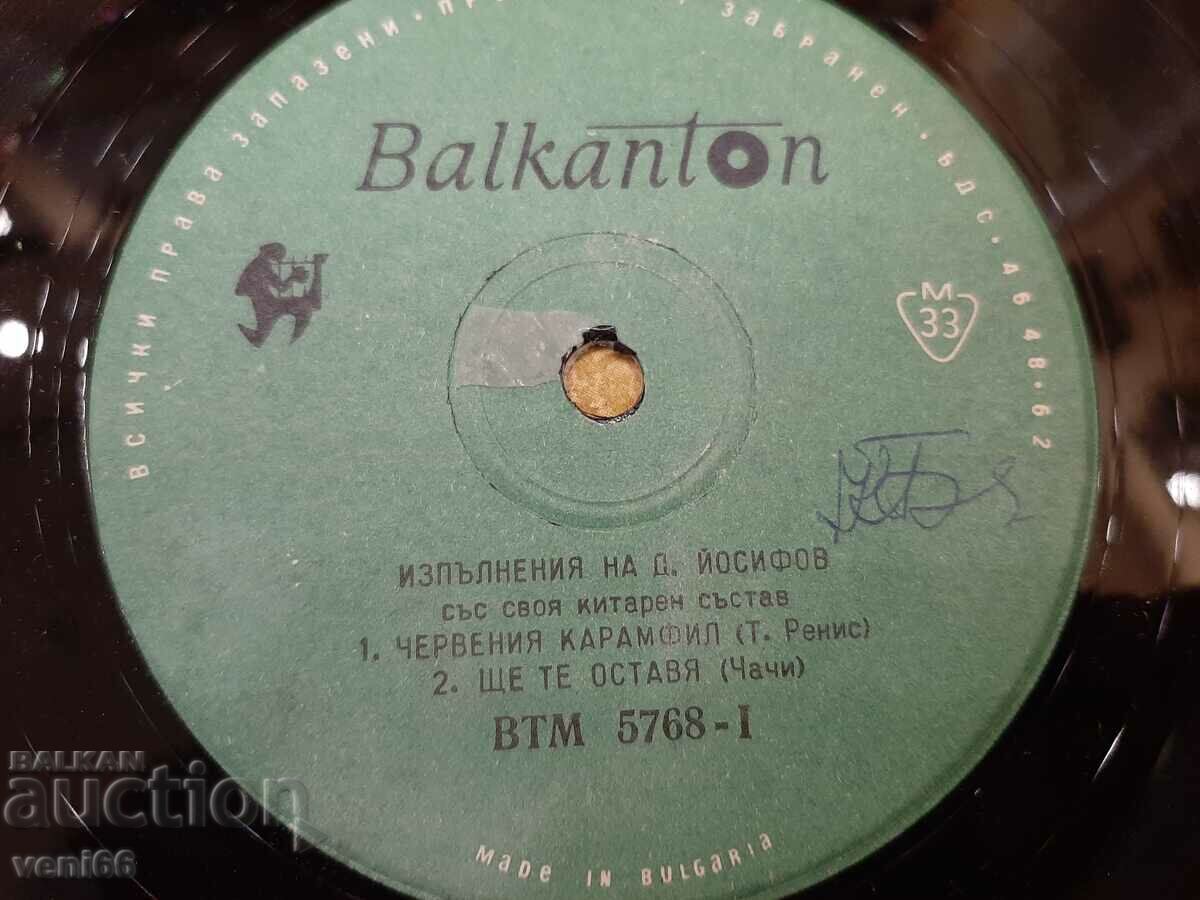 ВСИЧКИ ПРАВА ЗАПАЗЕНИ · ЗАБРАНЕН · БДС. 4648-62
Balkanton
М
33
ИЗПЪЛНЕНИЯ НА Д. ЙОСИФОВ
със своя китарен състав
1. ЧЕРВЕНИЯ КАРАМФИЛ (Т. Ренис)
2. ЩЕ ТЕ ОСТАВЯ (Чачи)
ВТМ 5768-I
MADE IN BULGARIA
BALKAN
auction
veni66